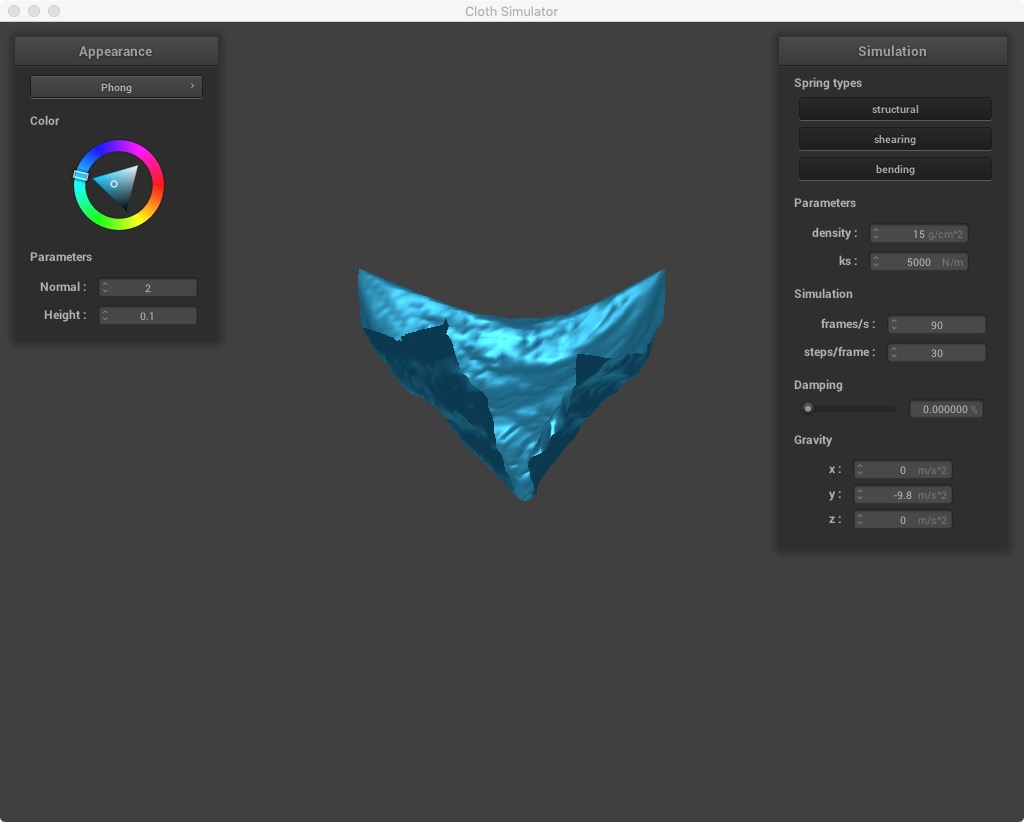 Cloth Simulator
Appearance
Phong
Color
Parameters
Normal : 2
Height : 0.1
Simulation
Spring types
structural
shearing
bending
Parameters
density : 15 g/cm^2
ks : 5000 N/m
Simulation
frames/s : 90
steps/frame : 30
Damping
0.000000 %
Gravity
x : 0 m/s^2
y : -9.8 m/s^2
z : 0 m/s^2